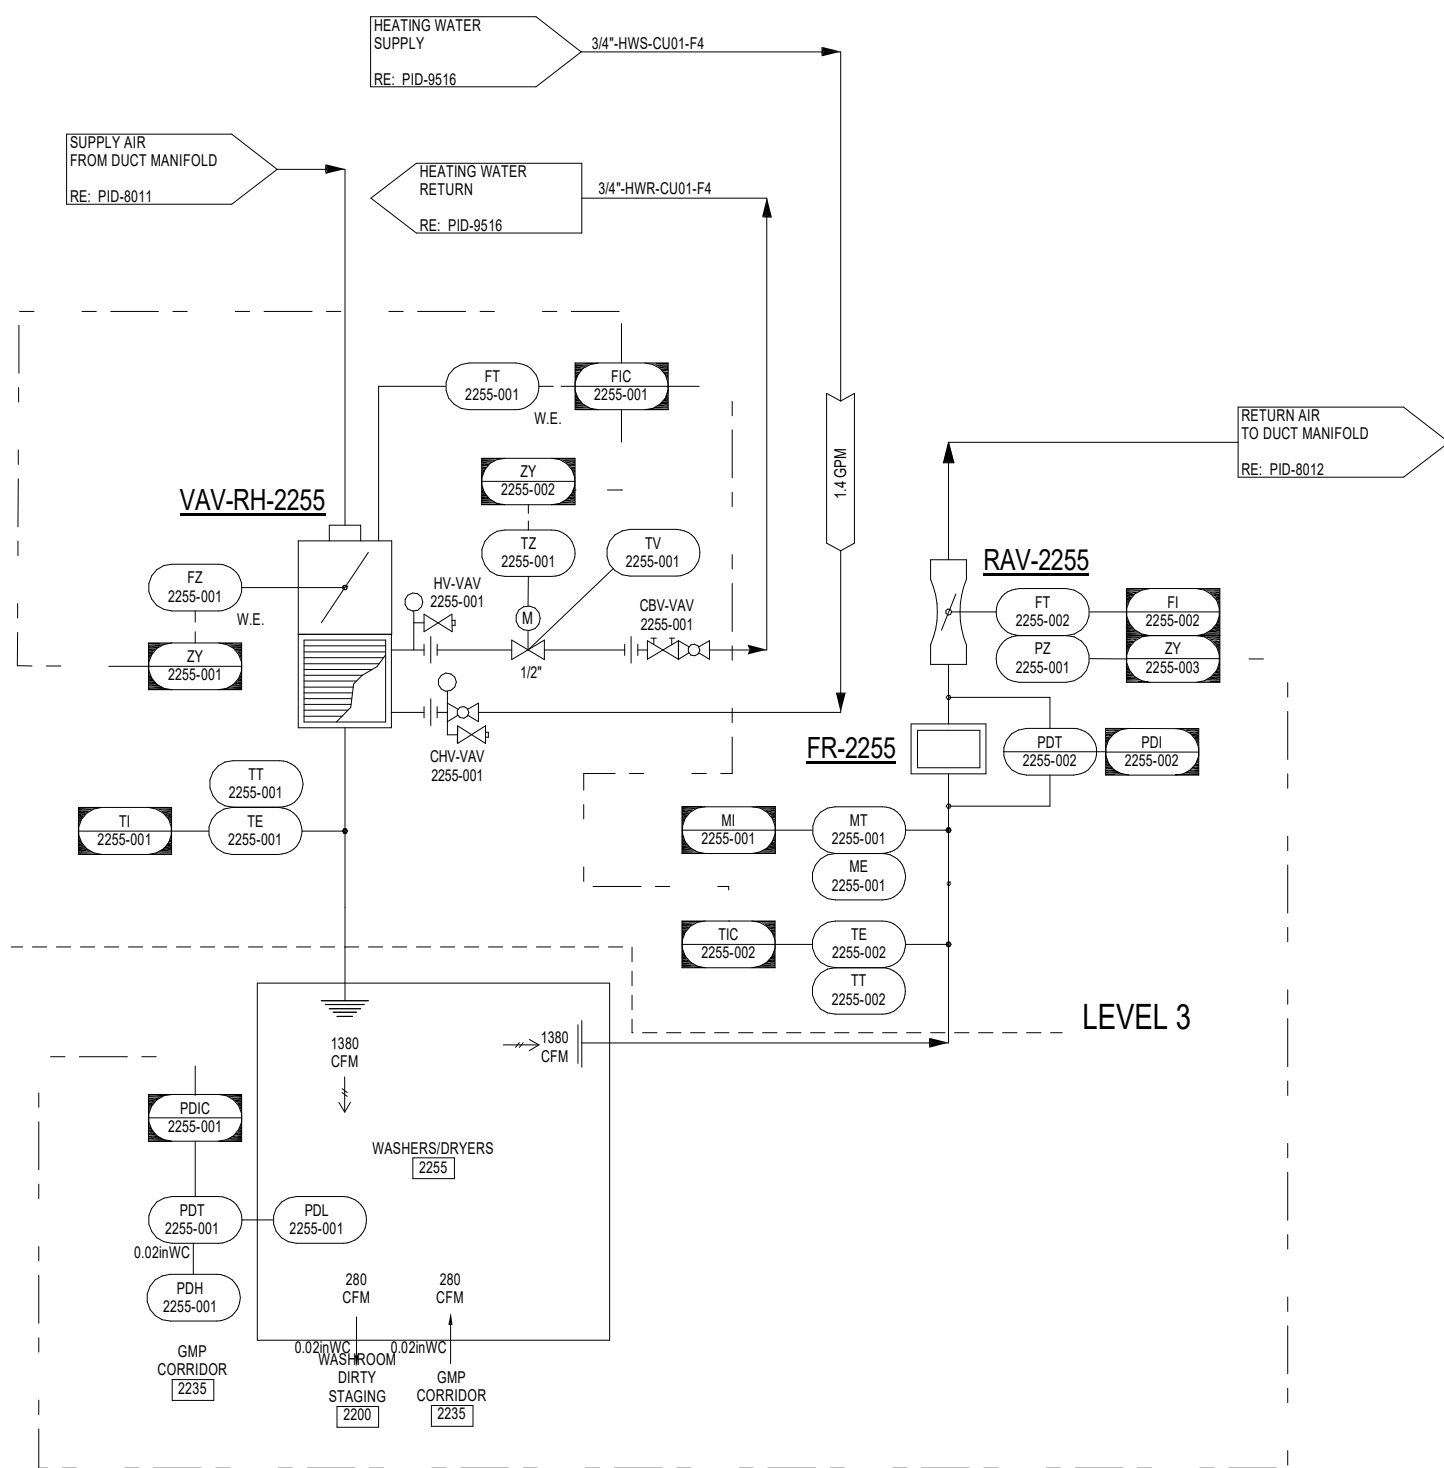 HEATING WATER
SUPPLY
RE: PID-9516
3/4"-HWS-CU01-F4
SUPPLY AIR
FROM DUCT MANIFOLD
RE: PID-8011
HEATING WATER
RETURN
RE: PID-9516
3/4"-HWR-CU01-F4
FT
2255-001
W.E.
FIC
2255-001
1.4 GPM
RETURN AIR
TO DUCT MANIFOLD
RE: PID-8012
VAV-RH-2255
ZY
2255-002
TZ
2255-001
TV
2255-001
FZ
2255-001
W.E.
ZY
2255-001
HV-VAV
2255-001
M
1/2"
CBV-VAV
2255-001
CHV-VAV
2255-001
RAV-2255
FT
2255-002
FI
2255-002
PZ
2255-001
ZY
2255-003
FR-2255
PDT
2255-002
PDI
2255-002
TT
2255-001
TI
2255-001
TE
2255-001
MI
2255-001
MT
2255-001
ME
2255-001
TIC
2255-002
TE
2255-002
TT
2255-002
LEVEL 3
1380
CFM
1380
CFM
PDIC
2255-001
WASHERS/DRYERS
2255
PDT
2255-001
0.02inWC
PDL
2255-001
PDH
2255-001
280
CFM
280
CFM
0.02inWC
0.02inWC
GMP
CORRIDOR
2235
WASHROOM
DIRTY
STAGING
2200
GMP
CORRIDOR
2235